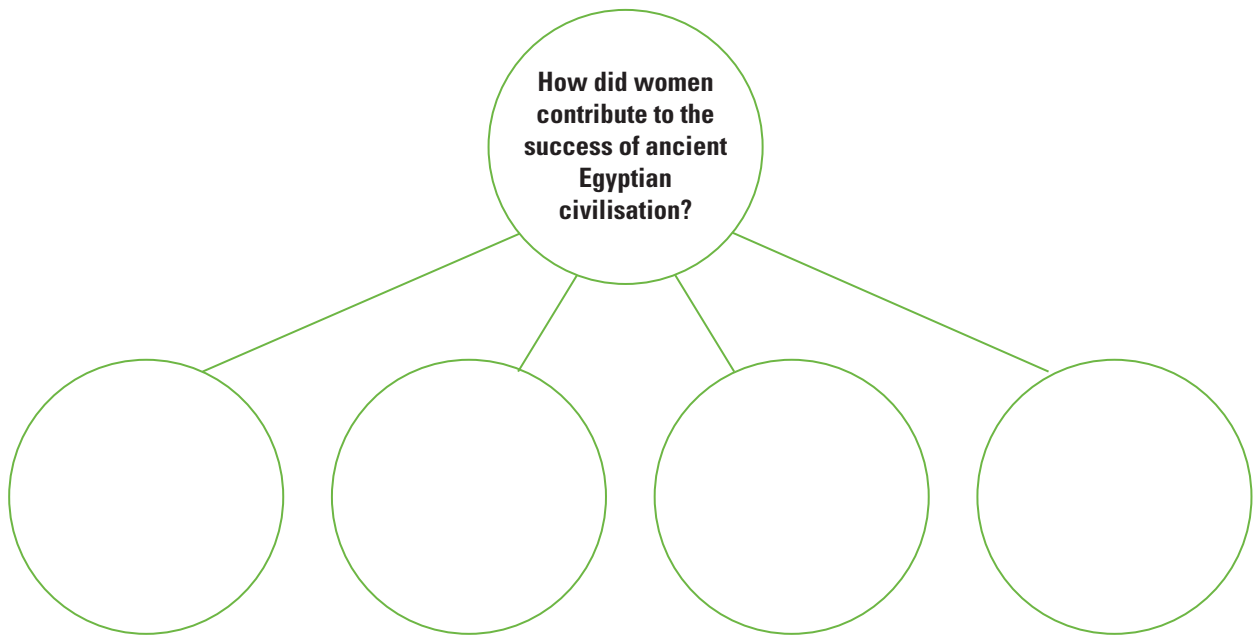 How did women
contribute to the
success of ancient
Egyptian
civilisation?